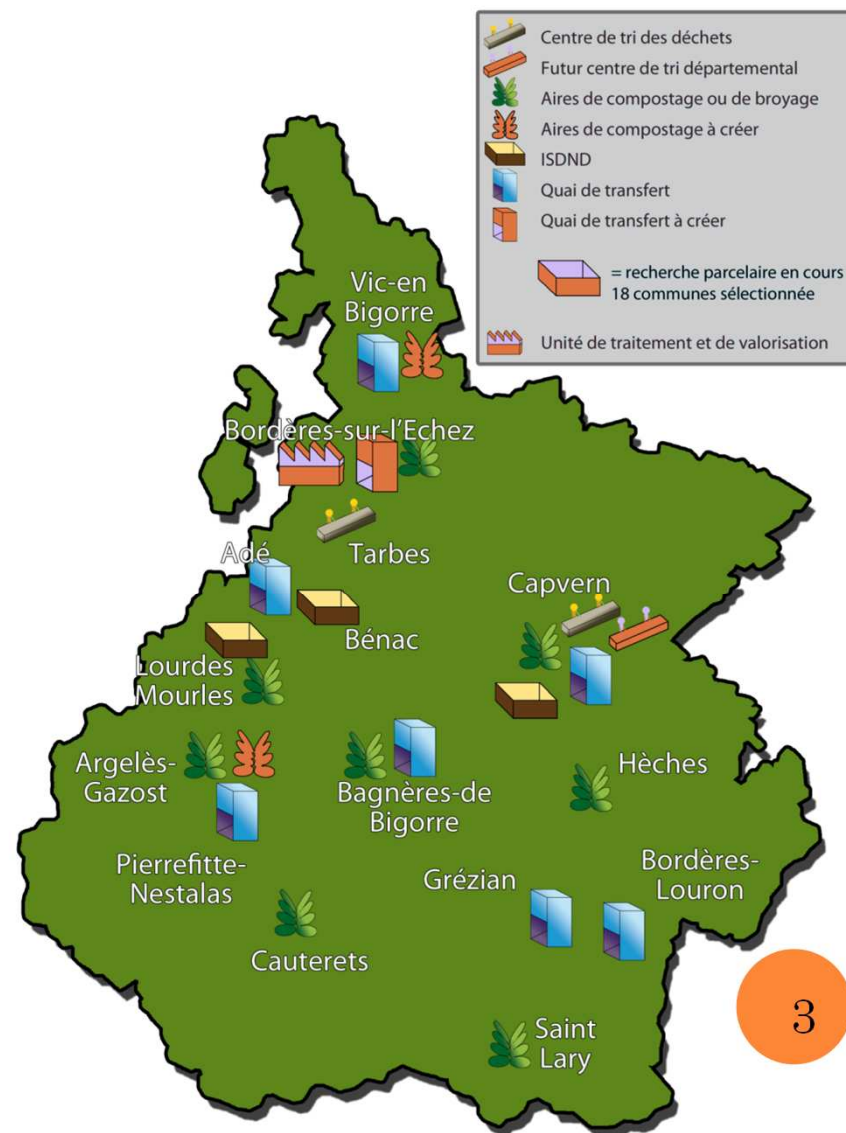 Centre de tri des déchets
Futur centre de tri départemental
Aires de compostage ou de broyage
Aires de compostage à créer
ISDND
Quai de transfert
Quai de transfert à créer
= recherche parcelaire en cours
18 communes sélectionnée
Unité de traitement et de valorisation
Vic-en
Bigorre
Bordères-sur-l'Echez
Adé
Tarbes
Capvern
Bénac
Lourdes
Mourles
Argelès-
Gazost
Bagnères-de
Bigorre
Hèches
Pierrefitte-
Nestalas
Grézian
Bordères-
Louron
Cauterets
Saint
Lary
3